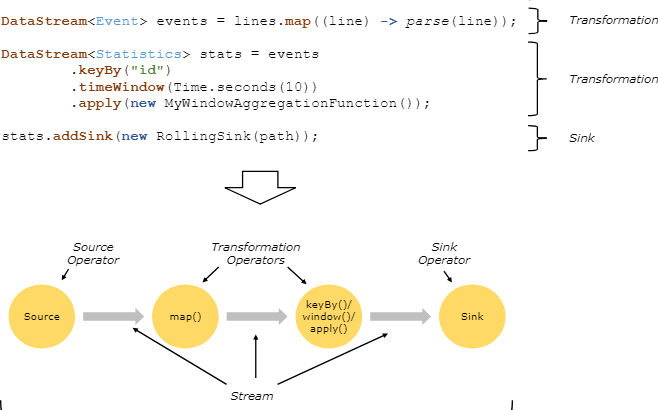 DataStream<Event> events = lines.map((line) -> parse(line));
Transformation
DataStream<Statistics> stats = events
.keyBy("id")
.timeWindow(Time.seconds(10))
.apply(new MyWindowAggregationFunction());
Transformation
stats.addSink(new RollingSink(path));
Sink
Source
Operator
Transformation
Operators
Sink
Operator
Source
map()
keyBy()/
window()/
apply()
Sink
Stream